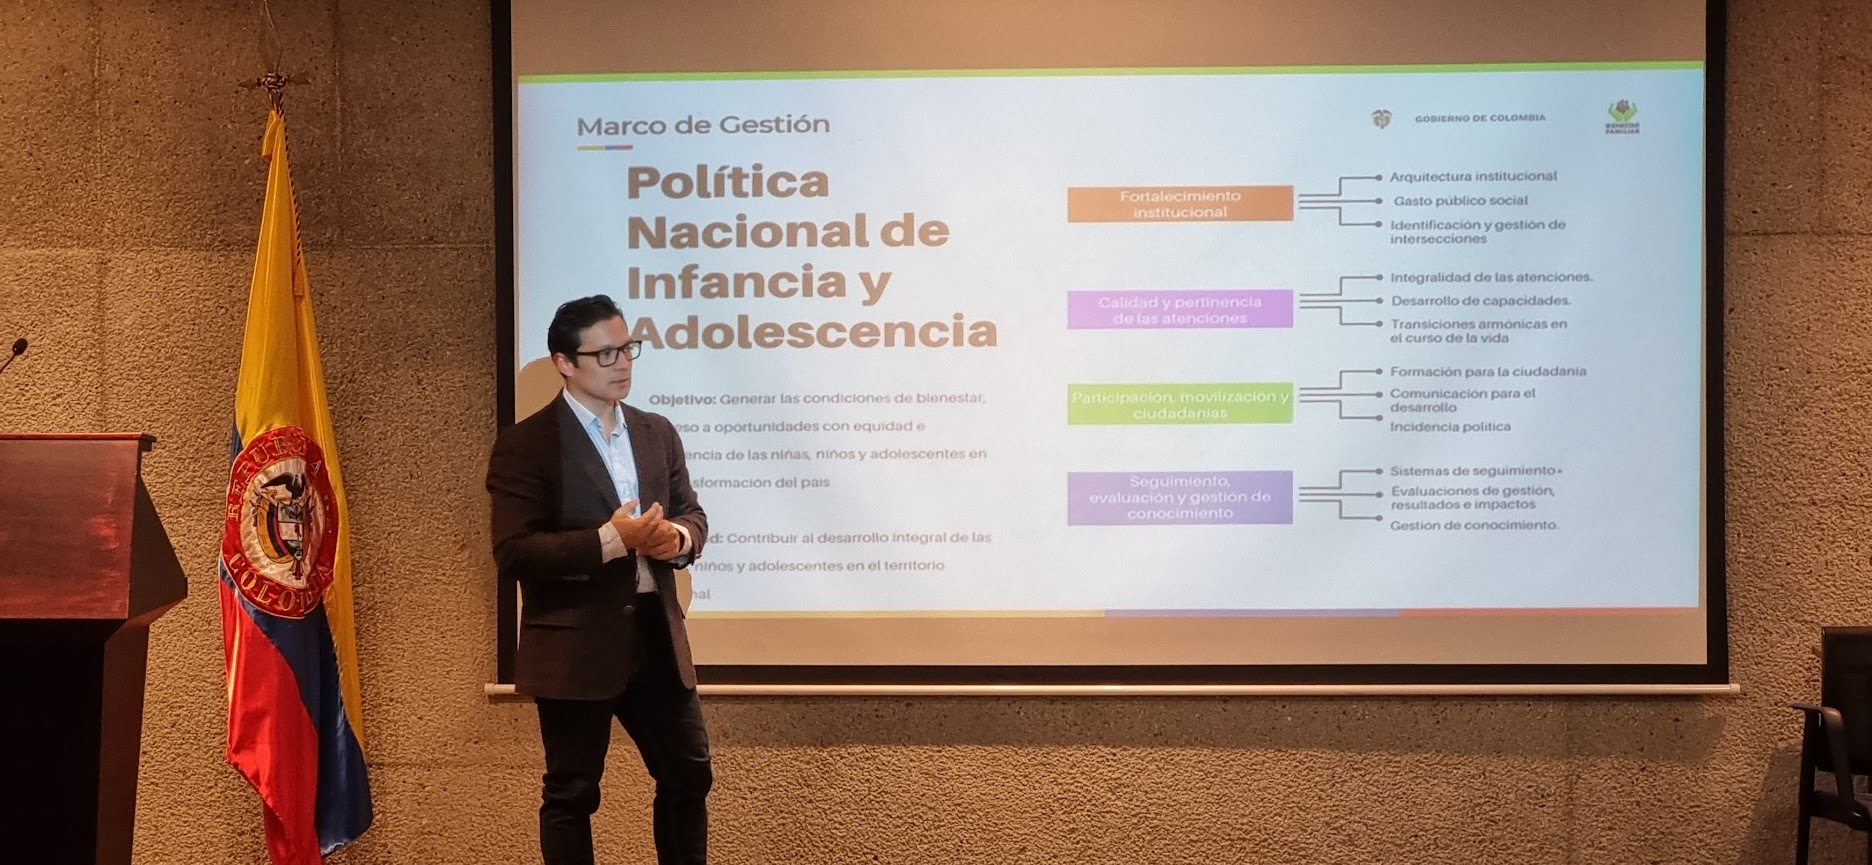 Marco de Gestión
GOBIERNO DE COLOMBIA
BIENESTAR
FAMILIAR
Política
Nacional de
Infancia y
Adolescencia
Objetivo: Generar las condiciones de bienestar,
a oportunidades con equidad e
de las niñas, niños y adolescentes en
del país
Contribuir al desarrollo integral de las
niños y adolescentes en el territorio
Fortalecimiento
institucional
Arquitectura institucional
Gasto público social
Identificación y gestión de
intersecciones
Calidad y pertinencia
de las atenciones
Integralidad de las atenciones.
Desarrollo de capacidades.
Transiciones armónicas en
el curso de la vida
Participación, movilización y
ciudadanías
Formación para la ciudadanía
Comunicación para el
desarrollo
Incidencia política
Seguimiento,
evaluación y gestión de
conocimiento
Sistemas de seguimiento
Evaluaciones de gestión,
resultados e impactos
Gestión de conocimiento.
REPUBLICA
COLOMBIA